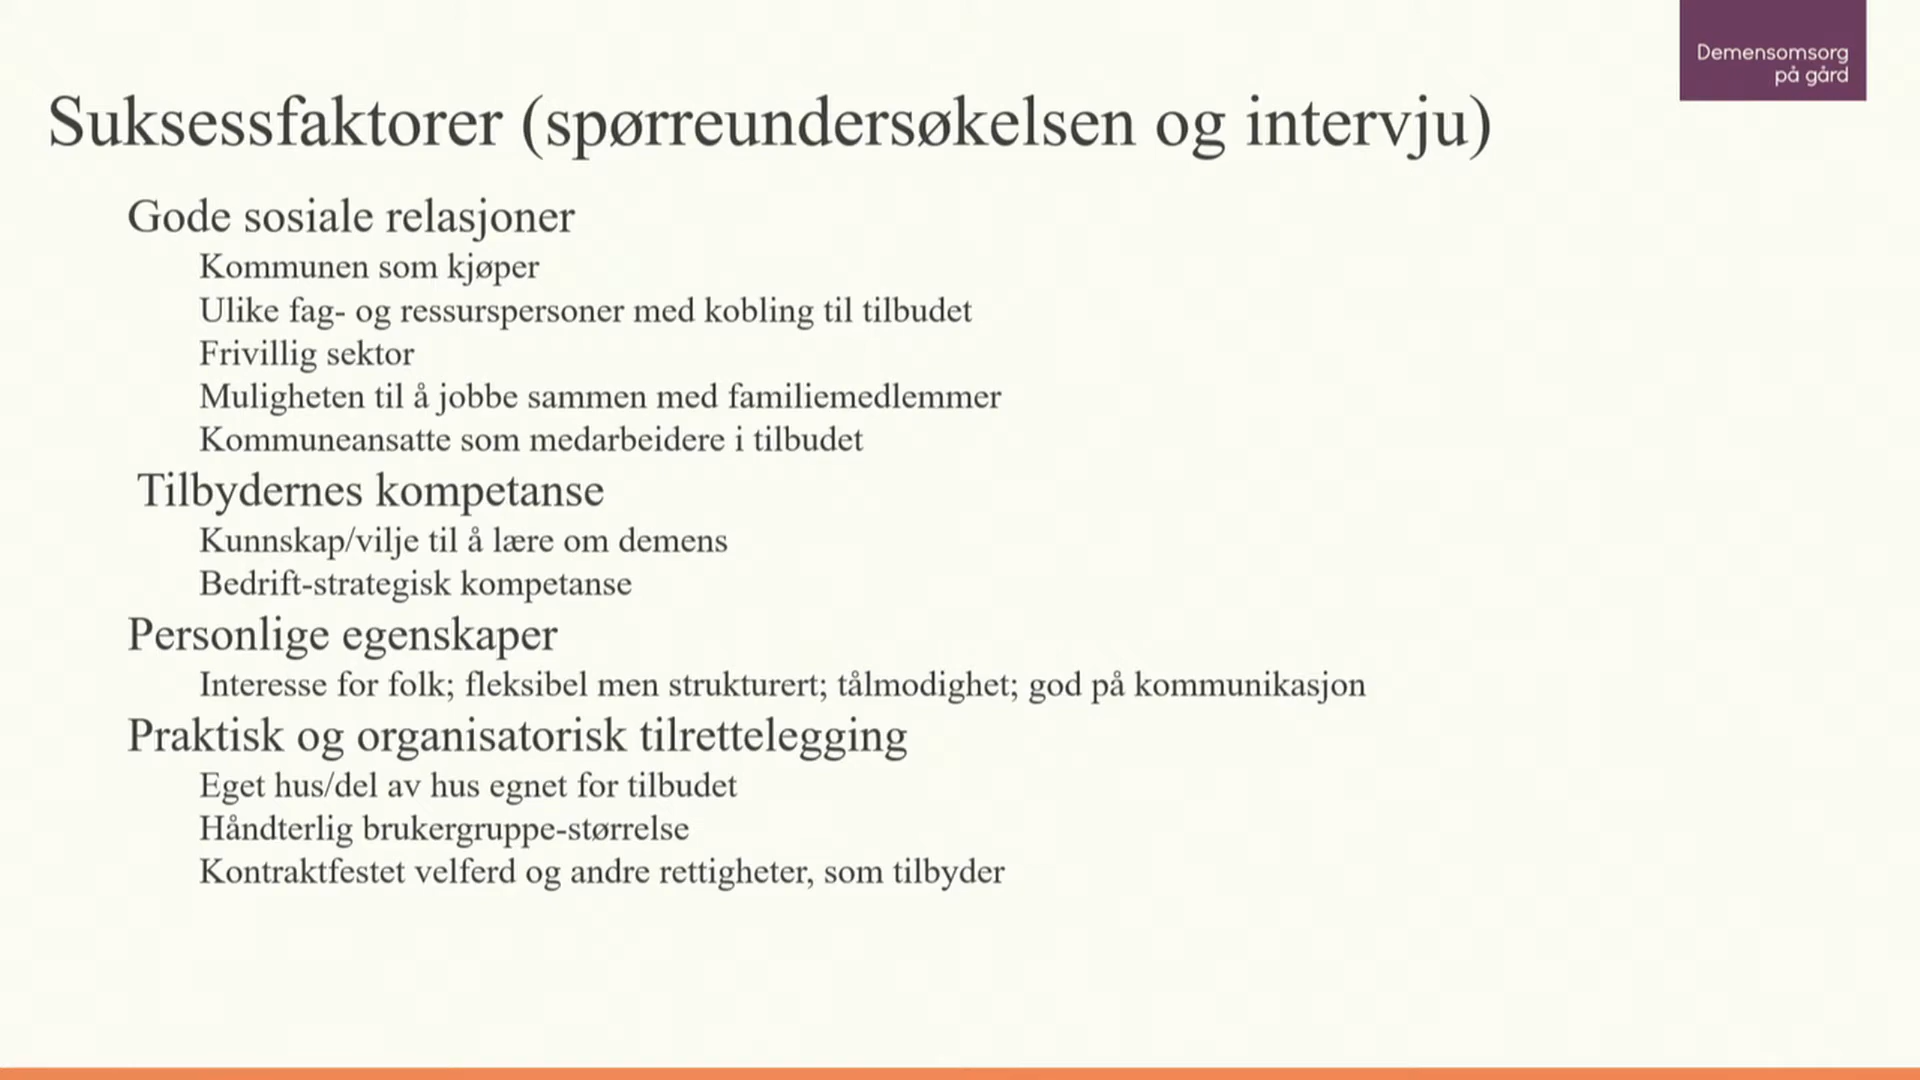 Demensomsorg
på gård
Suksessfaktorer (spørreundersøkelsen og intervju)
Gode sosiale relasjoner
Kommunen som kjøper
Ulike fag- og ressurspersoner med kobling til tilbudet
Frivillig sektor
Muligheten til å jobbe sammen med familiemedlemmer
Kommuneansatte som medarbeidere i tilbudet
Tilbydernes kompetanse
Kunnskap/vilje til å lære om demens
Bedrift-strategisk kompetanse
Personlige egenskaper
Interesse for folk; fleksibel men strukturert; tålmodighet; god på kommunikasjon
Praktisk og organisatorisk tilrettelegging
Eget hus/del av hus egnet for tilbudet
Håndterlig brukergruppe-størrelse
Kontraktfestet velferd og andre rettigheter, som tilbyder